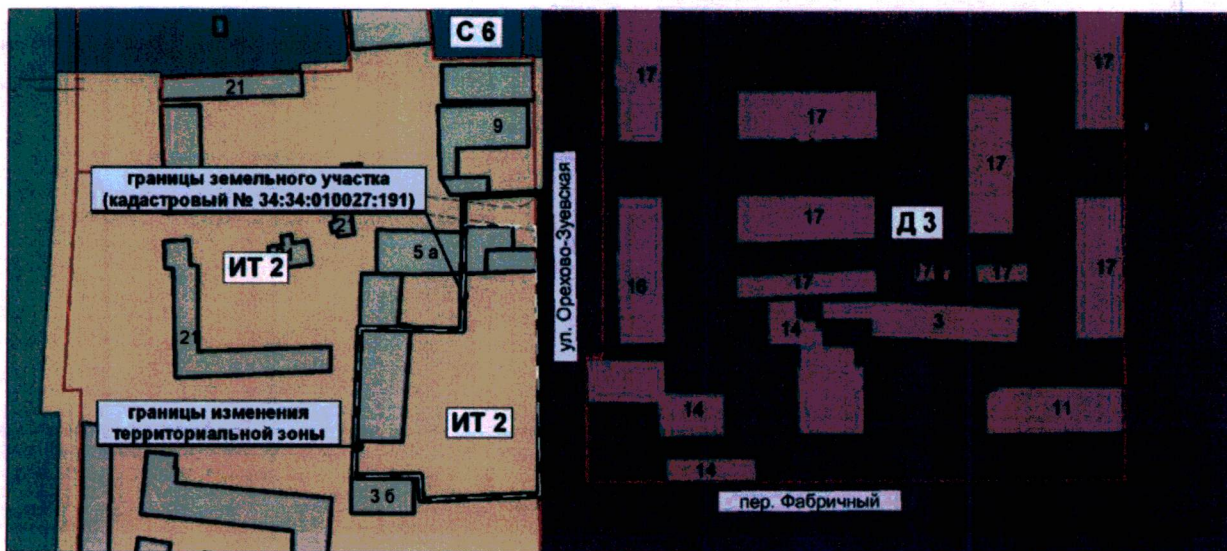 С 6
21
9
границы земельного участка
(кадастровый № 34:34:010027:191)
2
ИТ 2
5 а
21
границы изменения
территориальной зоны
ИТ 2
3 б
ул. Орехово-Зуевская
17
17
17
17
17
Д 3
16
17
17
17
14
3
14
11
14
пер. Фабричный